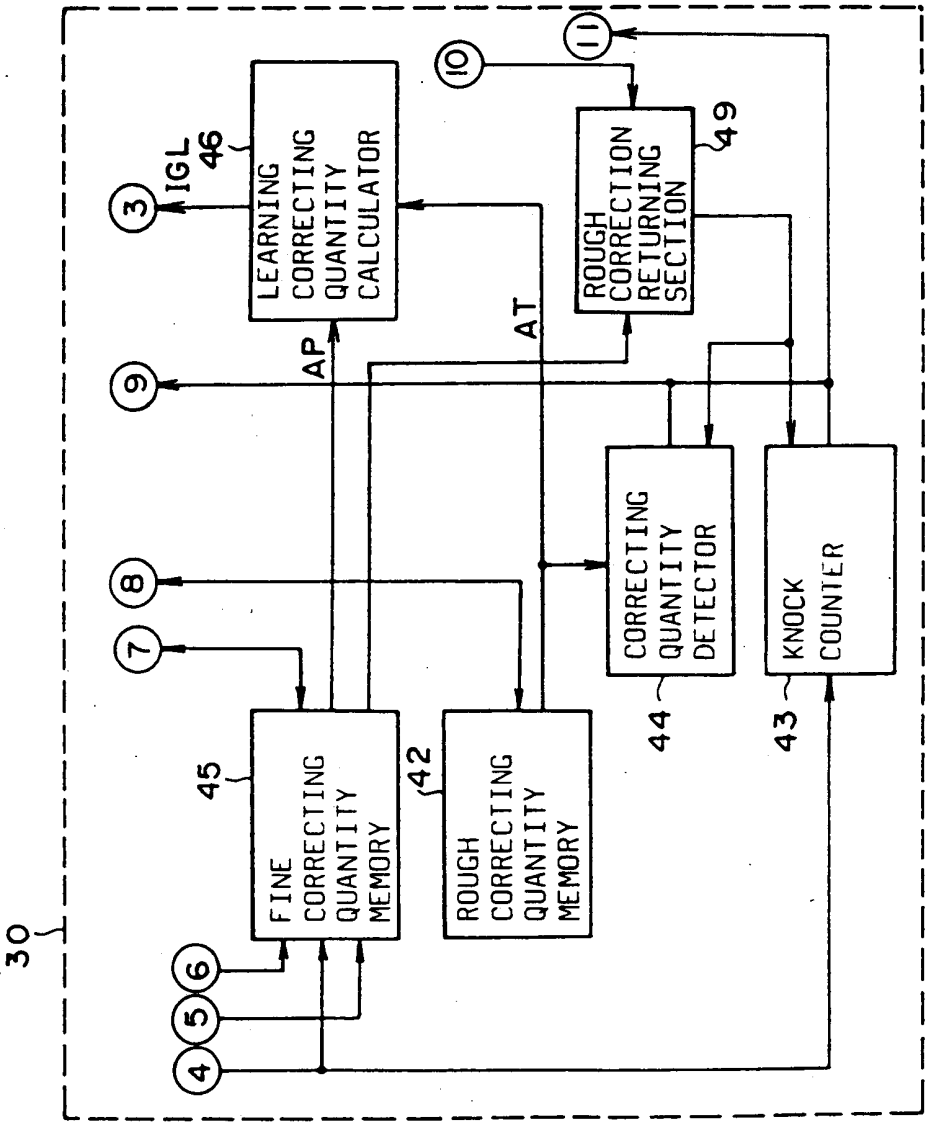 30
4
5
6
7
8
9
3
IGL
10
11
45
FINE
CORRECTING
QUANTITY
MEMORY
42
ROUGH
CORRECTING
QUANTITY
MEMORY
AP
AT
46
LEARNING
CORRECTING
QUANTITY
CALCULATOR
44
CORRECTING
QUANTITY
DETECTOR
43
KNOCK
COUNTER
49
ROUGH
CORRECTION
RETURNING
SECTION